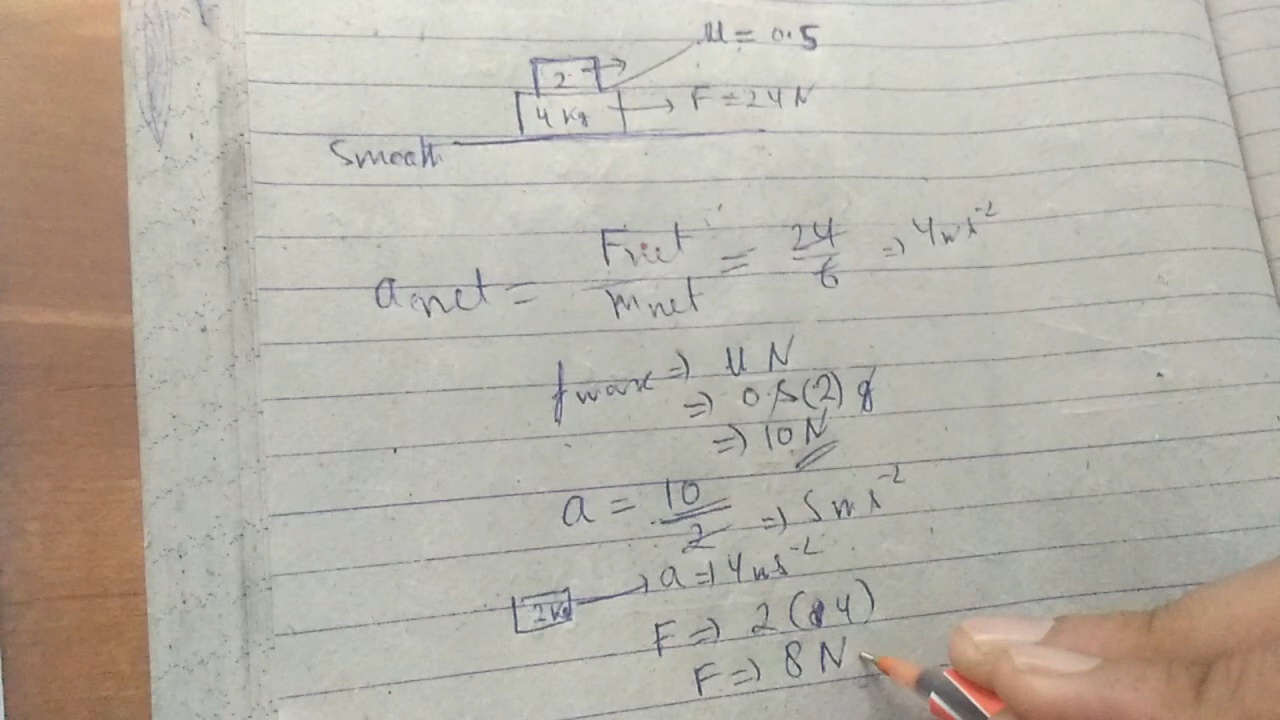 μ = 0.5
2
4 kg → F = 24 N
Smooth
a net = Fnet / mnet = 24 / 6 ⇒ 4 ms⁻²
fmax ⇒ μ N
⇒ 0.5(2) g
⇒ 10 N
a = 10 / 2 ⇒ 5 ms⁻²
2 kg → a ⇒ 4 ms⁻²
F ⇒ 2 (4)
F ⇒ 8 N